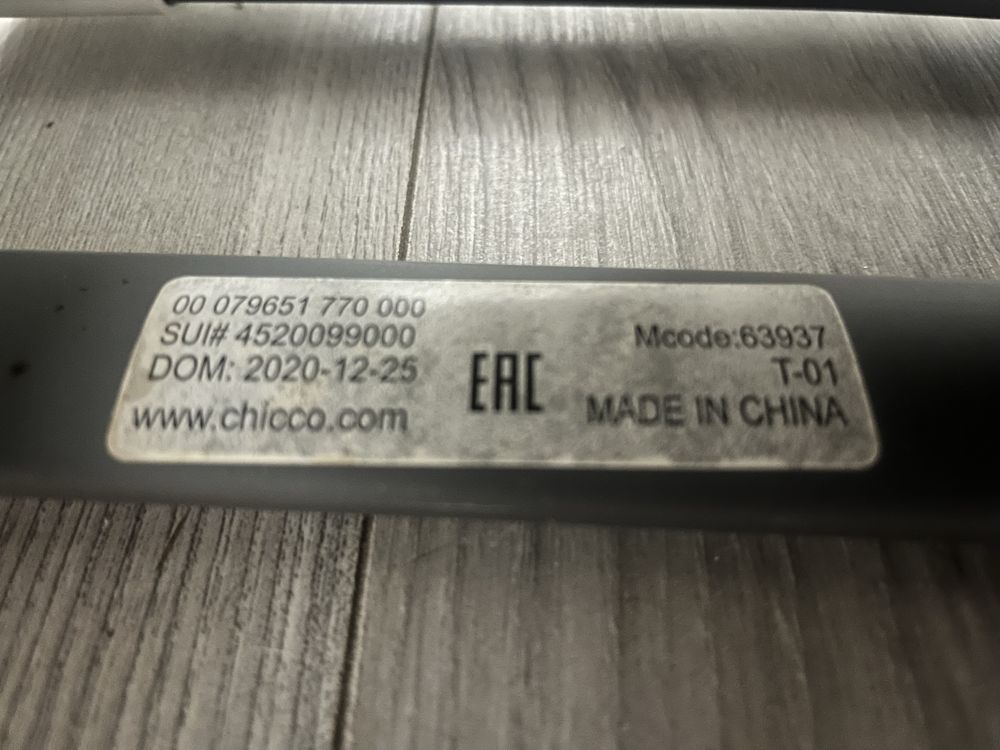 00 079651 770 000
SUI# 4520099000
DOM: 2020-12-25
www.chicco.com
EAC
Mcode:63937
T-01
MADE IN CHINA